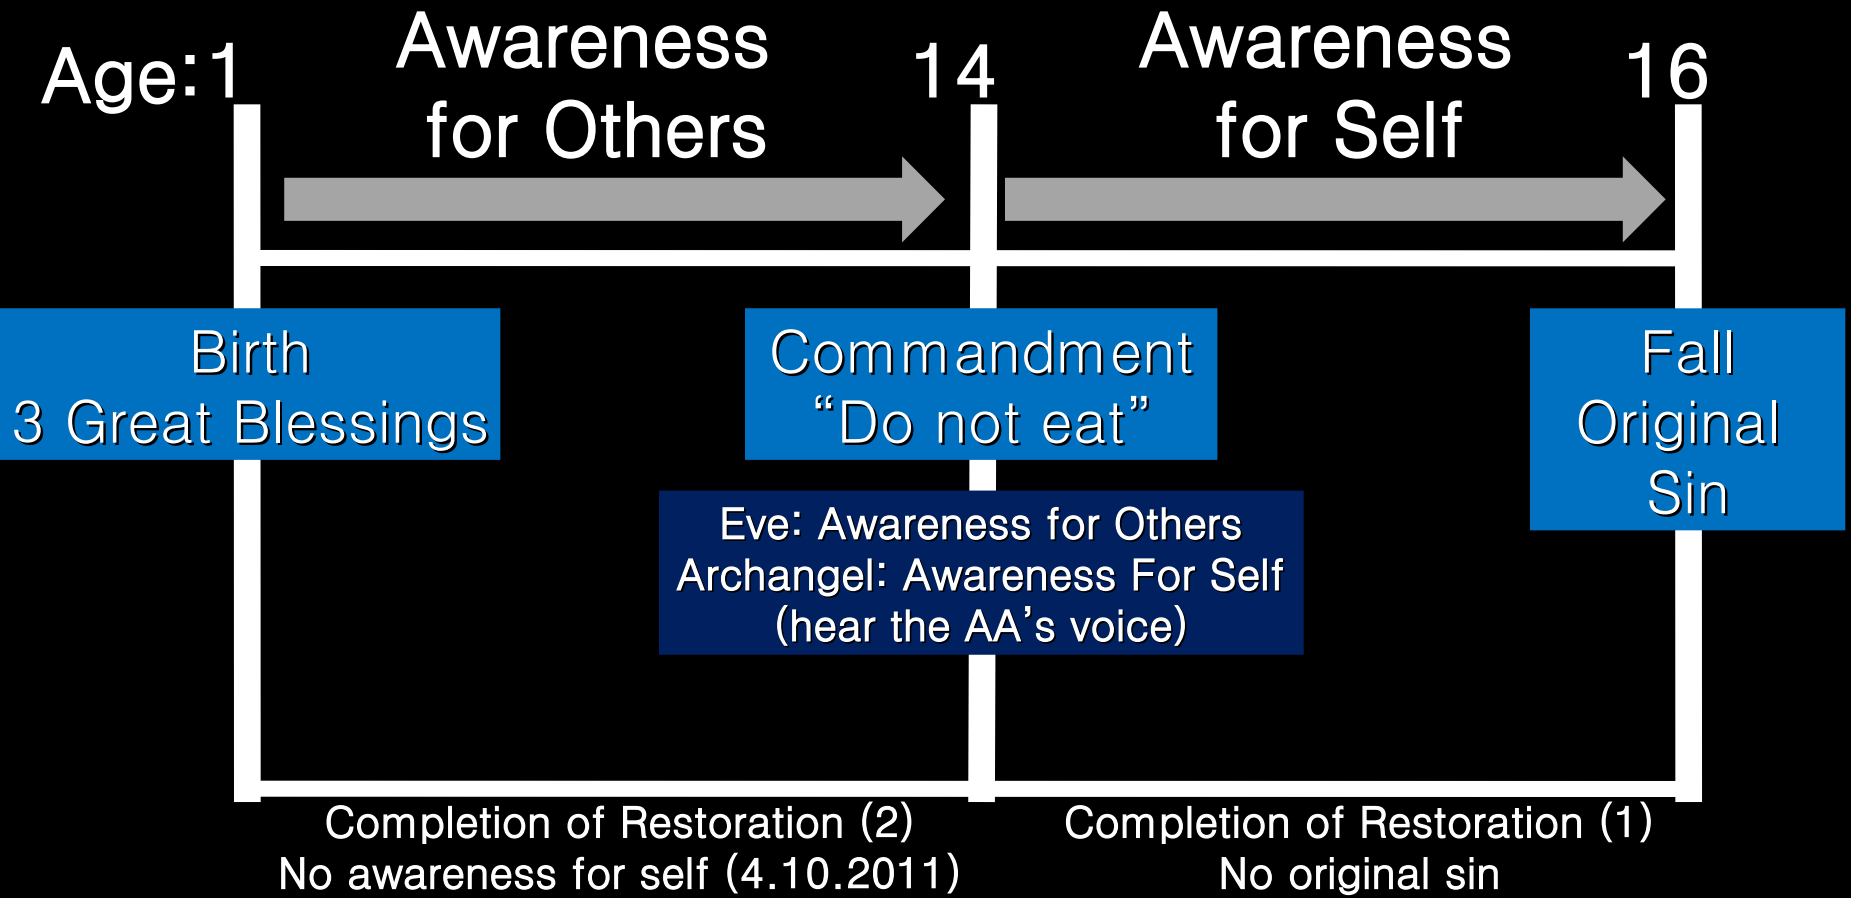 Age:1
Awareness
for Others
14
Awareness
for Self
16
Birth
3 Great Blessings
Commandment
“Do not eat”
Fall
Original
Sin
Eve: Awareness for Others
Archangel: Awareness For Self
(hear the AA’s voice)
Completion of Restoration (2)
No awareness for self (4.10.2011)
Completion of Restoration (1)
No original sin